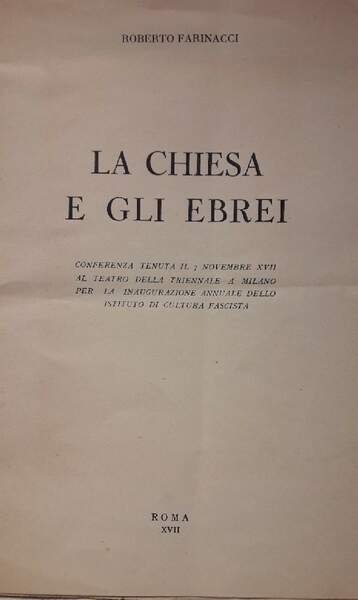 ROBERTO FARINACCI
LA CHIESA
E GLI EBREI
CONFERENZA TENUTA IL 7 NOVEMBRE XVII
AL TEATRO DELLA TRIENNALE A MILANO
PER LA INAUGURAZIONE ANNUALE DELLO
ISTITUTO DI CULTURA FASCISTA
ROMA
XVII